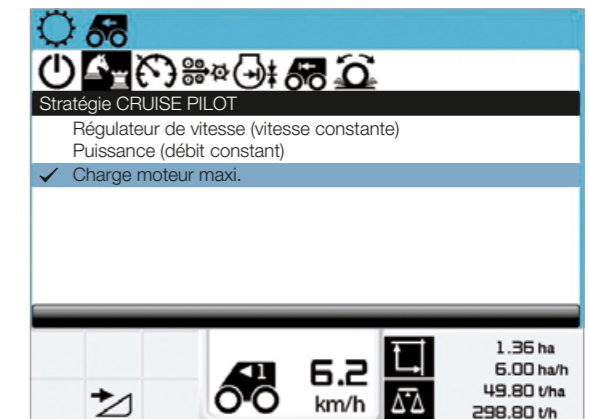 Stratégie CRUISE PILOT
Régulateur de vitesse (vitesse constante)
Puissance (débit constant)
✓ Charge moteur maxi.
1
6.2
km/h
1.36 ha
6.00 ha/h
49.80 t/ha
298.80 t/h